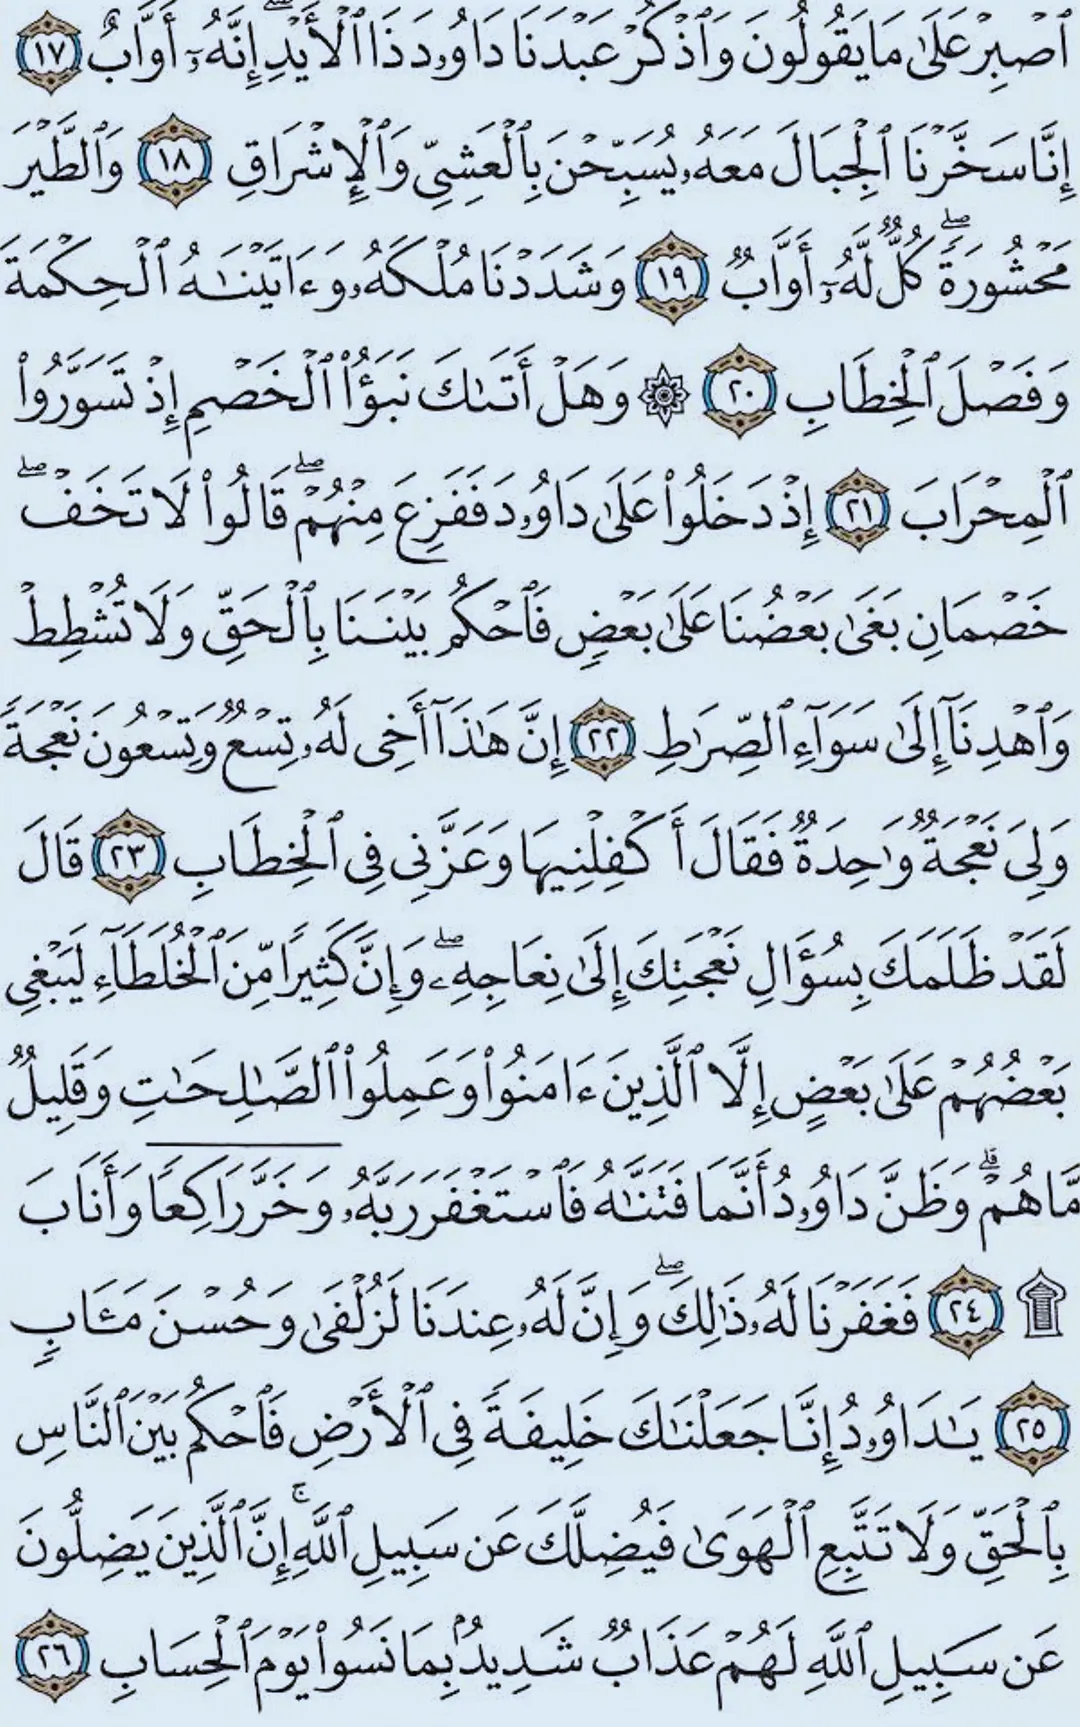 ٱصْبِرْ عَلَىٰ مَا يَقُولُونَ وَٱذْكُرْ عَبْدَنَا دَاوُۥدَ ذَا ٱلْأَيْدِ ۖ إِنَّهُۥٓ أَوَّابٌ ١٧
إِنَّا سَخَّرْنَا ٱلْجِبَالَ مَعَهُۥ يُسَبِّحْنَ بِٱلْعَشِىِّ وَٱلْإِشْرَاقِ ١٨ وَٱلطَّيْرَ
مَحْشُورَةً ۖ كُلٌّ لَّهُۥٓ أَوَّابٌ ١٩ وَشَدَدْنَا مُلْكَهُۥ وَءَاتَيْنَـٰهُ ٱلْحِكْمَةَ
وَفَصْلَ ٱلْخِطَابِ ٢٠ ۞ وَهَلْ أَتَىٰكَ نَبَؤُا۟ ٱلْخَصْمِ إِذْ تَسَوَّرُوا۟
ٱلْمِحْرَابَ ٢١ إِذْ دَخَلُوا۟ عَلَىٰ دَاوُۥدَ فَفَزِعَ مِنْهُمْ ۖ قَالُوا۟ لَا تَخَفْ ۖ
خَصْمَانِ بَغَىٰ بَعْضُنَا عَلَىٰ بَعْضٍ فَٱحْكُم بَيْنَنَا بِٱلْحَقِّ وَلَا تُشْطِطْ
وَٱهْدِنَآ إِلَىٰ سَوَآءِ ٱلصِّرَٰطِ ٢٢ إِنَّ هَـٰذَآ أَخِى لَهُۥ تِسْعٌ وَتِسْعُونَ نَعْجَةً
وَلِىَ نَعْجَةٌ وَٰحِدَةٌ فَقَالَ أَكْفِلْنِيهَا وَعَزَّنِى فِى ٱلْخِطَابِ ٢٣ قَالَ
لَقَدْ ظَلَمَكَ بِسُؤَالِ نَعْجَتِكَ إِلَىٰ نِعَاجِهِۦ ۖ وَإِنَّ كَثِيرًا مِّنَ ٱلْخُلَطَآءِ لَيَبْغِى
بَعْضُهُمْ عَلَىٰ بَعْضٍ إِلَّا ٱلَّذِينَ ءَامَنُوا۟ وَعَمِلُوا۟ ٱلصَّـٰلِحَـٰتِ وَقَلِيلٌ
مَّا هُمْ ۗ وَظَنَّ دَاوُۥدُ أَنَّمَا فَتَنَّـٰهُ فَٱسْتَغْفَرَ رَبَّهُۥ وَخَرَّ رَاكِعًا وَأَنَابَ
۩ ٢٤ فَغَفَرْنَا لَهُۥ ذَٰلِكَ ۖ وَإِنَّ لَهُۥ عِندَنَا لَزُلْفَىٰ وَحُسْنَ مَـَٔابٍ
٢٥ يَـٰدَاوُۥدُ إِنَّا جَعَلْنَـٰكَ خَلِيفَةً فِى ٱلْأَرْضِ فَٱحْكُم بَيْنَ ٱلنَّاسِ
بِٱلْحَقِّ وَلَا تَتَّبِعِ ٱلْهَوَىٰ فَيُضِلَّكَ عَن سَبِيلِ ٱللَّهِ ۚ إِنَّ ٱلَّذِينَ يَضِلُّونَ
عَن سَبِيلِ ٱللَّهِ لَهُمْ عَذَابٌ شَدِيدٌۢ بِمَا نَسُوا۟ يَوْمَ ٱلْحِسَابِ ٢٦